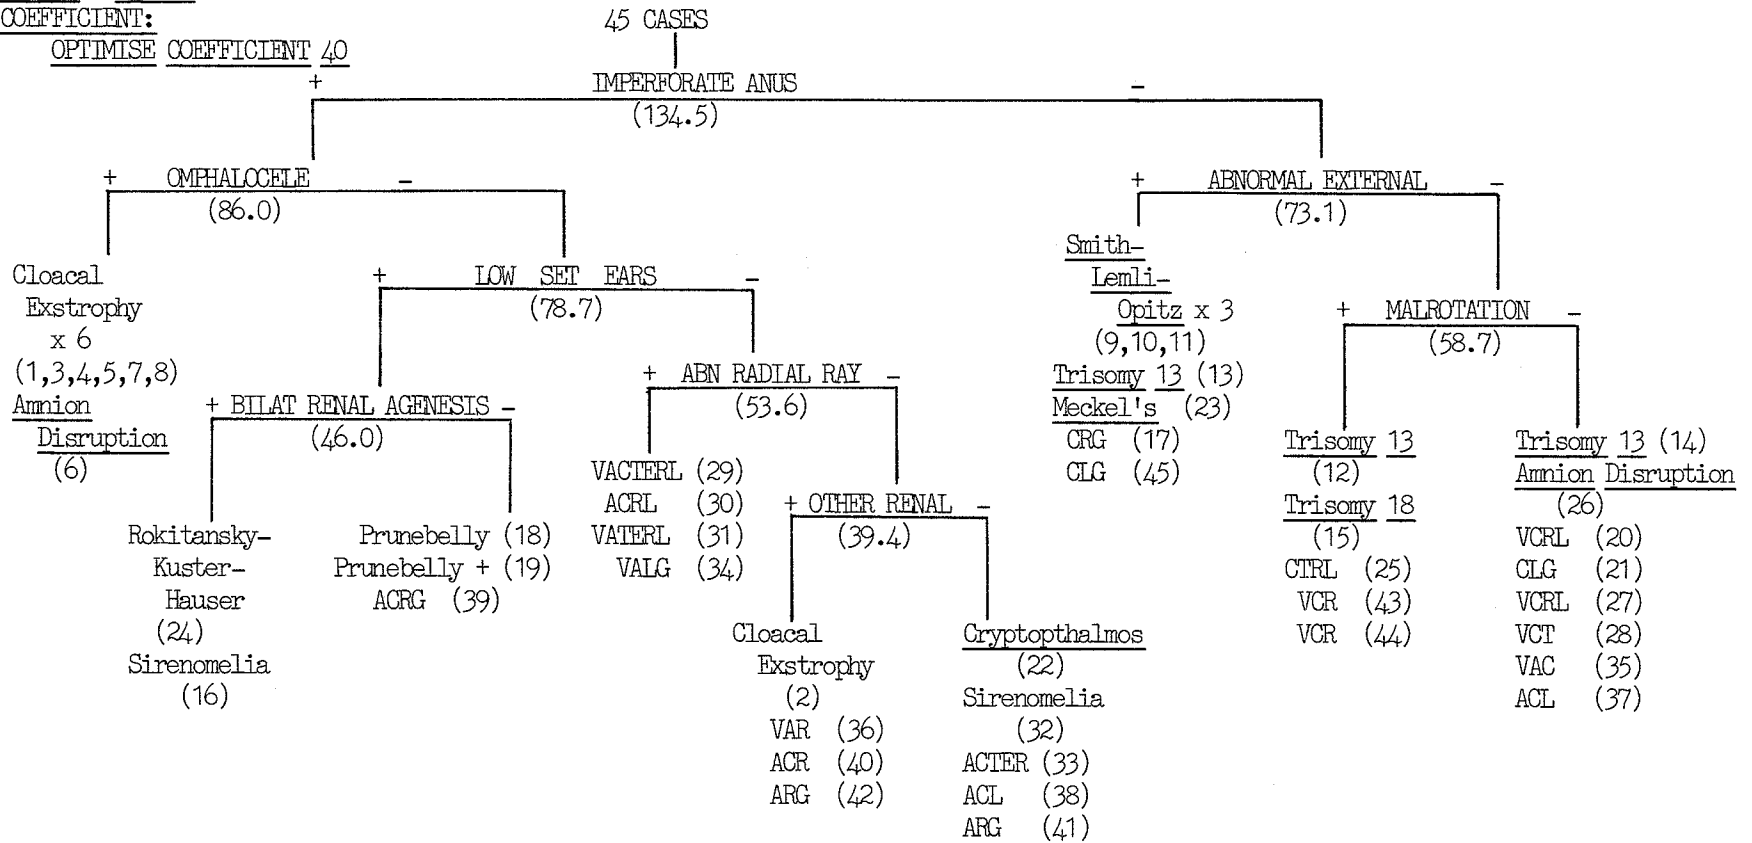 COEFFICIENT:
OPTIMISE COEFFICIENT 40
45 CASES
+ IMPERFORATE ANUS -
(134.5)
+ OMPHALOCELE -
(86.0)
Cloacal
Exstrophy
x 6
(1,3,4,5,7,8)
Amnion
Disruption
(6)
+ LOW SET EARS -
(78.7)
+ BILAT RENAL AGENESIS -
(46.0)
Rokitansky-
Kuster-
Hauser
(24)
Sirenomelia
(16)
Prunebelly (18)
Prunebelly + (19)
ACRG (39)
+ ABN RADIAL RAY -
(53.6)
VACTERL (29)
ACRL (30)
VATERL (31)
VALG (34)
+ OTHER RENAL -
(39.4)
Cloacal
Exstrophy
(2)
VAR (36)
ACR (40)
ARG (42)
Cryptopthalmos
(22)
Sirenomelia
(32)
ACTER (33)
ACL (38)
ARG (41)
+ ABNORMAL EXTERNAL -
(73.1)
Smith-
Lemli-
Opitz x 3
(9,10,11)
Trisomy 13 (13)
Meckel's (23)
CRG (17)
CLG (45)
+ MALROTATION -
(58.7)
Trisomy 13
(12)
Trisomy 18
(15)
CTRL (25)
VCR (43)
VCR (44)
Trisomy 13 (14)
Amnion Disruption
(26)
VCRL (20)
CLG (21)
VCRL (27)
VCT (28)
VAC (35)
ACL (37)